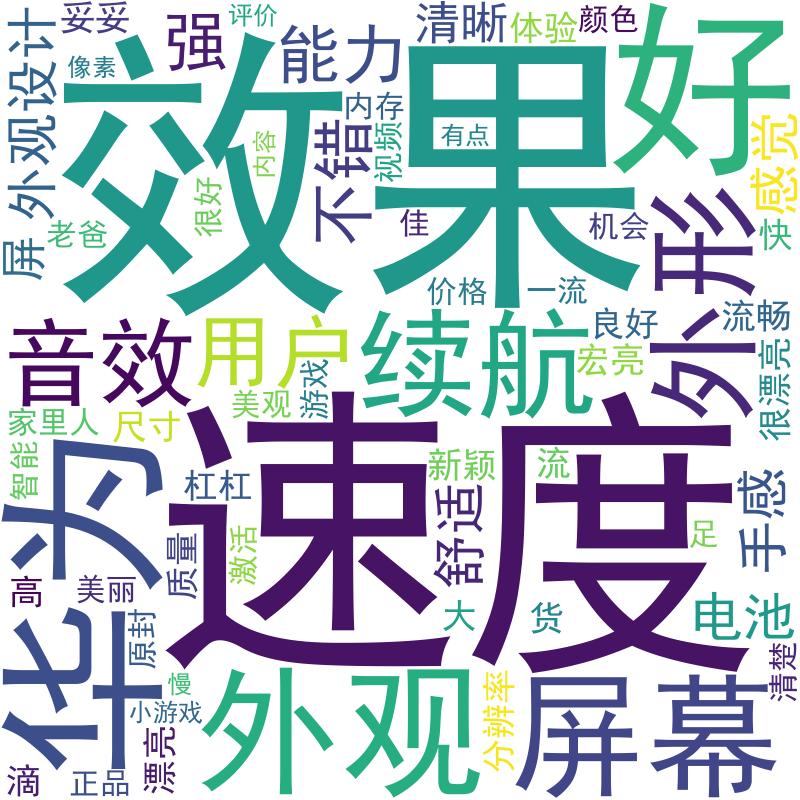 妥妥
强
评价
清晰
体验
颜色
好
像素
能力
外观设计
效果
内存
视频
有点
不错
内容
感觉
屏
老爸
很好
佳
机会
外形
快
价格
一流
音效
用户
续航
良好
流畅
宏亮
很漂亮
游戏
美观
家里人
尺寸
速度
华为
智能
杠杠
新颖
流
手感
舒适
质量
激活
足
高
美丽
原封
大
货
电池
慢
外观
屏幕
清楚
小游戏
分辨率
漂亮
滴
正品